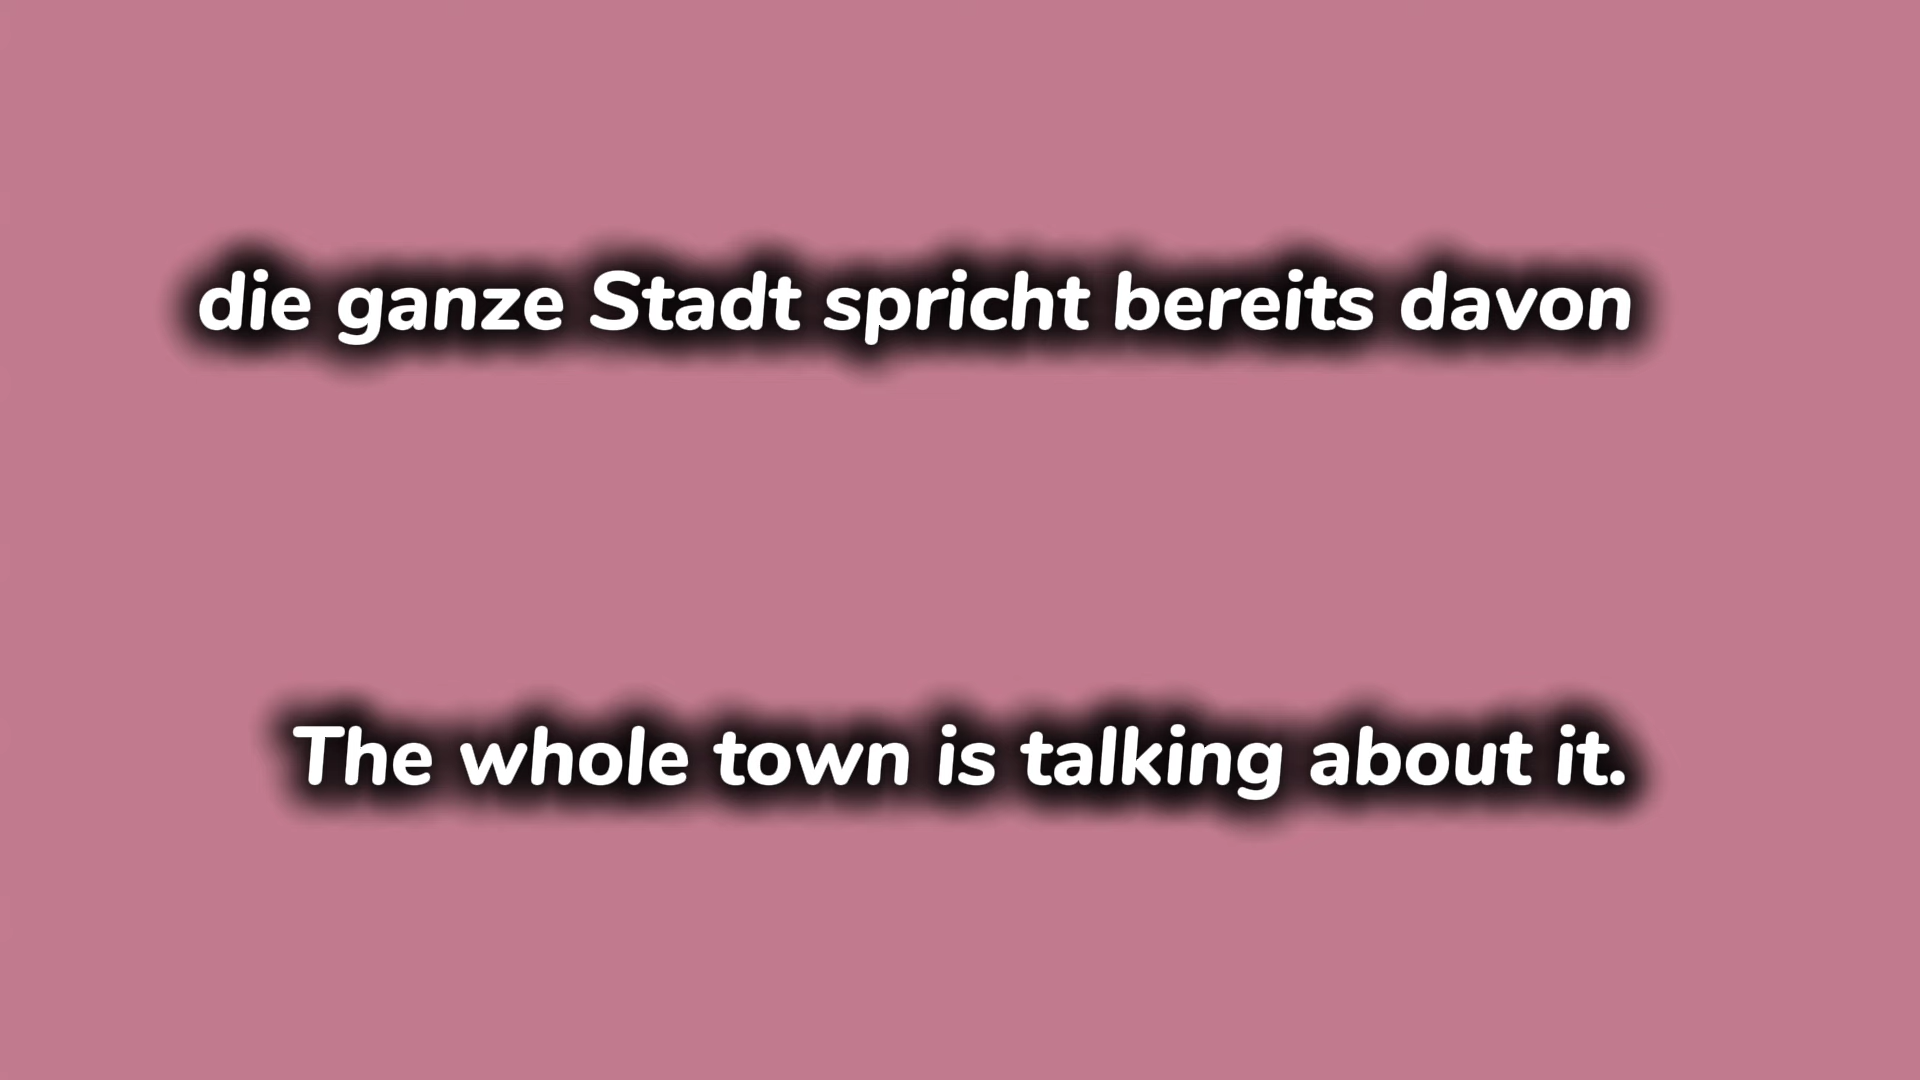 die ganze Stadt spricht bereits davon
The whole town is talking about it.